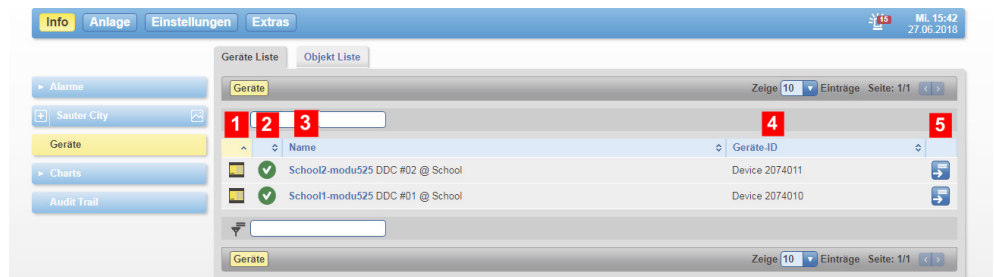 Info Anlage Einstellungen Extras 15 Mi. 15:42
27.06.2018
Geräte Liste Objekt Liste
Alarme
Geräte Zeige 10 Einträge Seite: 1/1
Sauter City
1 2 3 4 5
Geräte
Name Geräte-ID
School2-modu525 DDC #02 @ School Device 2074011
Charts
School1-modu525 DDC #01 @ School Device 2074010
Audit Trail
Geräte Zeige 10 Einträge Seite: 1/1